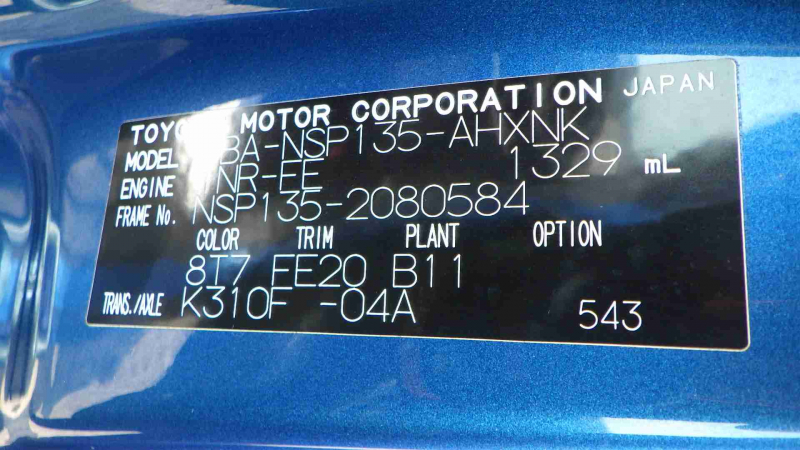 TOYOTA MOTOR CORPORATION JAPAN
MODEL DBA-NSP135-AHXNK
ENGINE 1NR-FE 1329 mL
FRAME No. NSP135-2080584
COLOR TRIM PLANT OPTION
8T7 FE20 B11
TRANS./AXLE K310F -04A 543